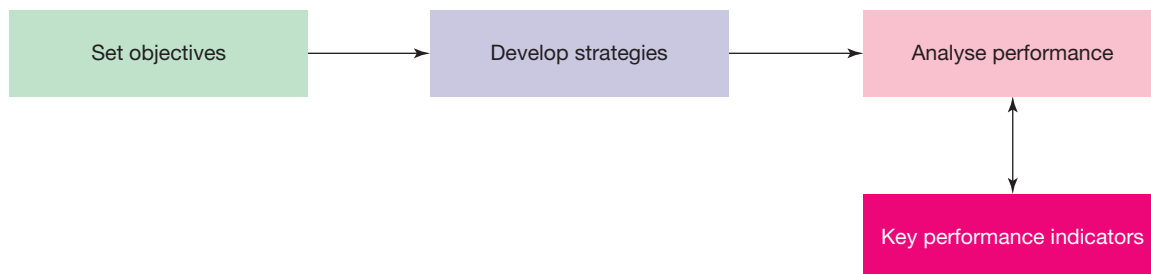 Set objectives
Develop strategies
Analyse performance
Key performance indicators